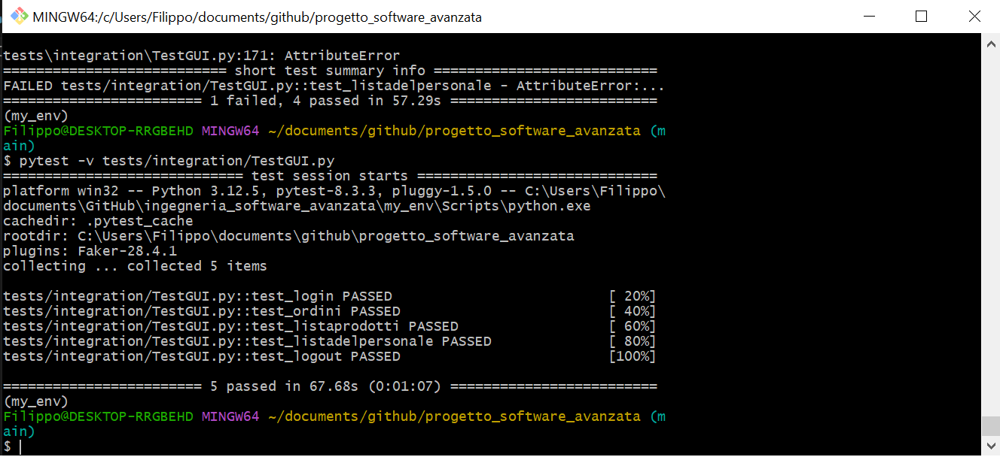 MINGW64:/c/Users/Filippo/documents/github/progetto_software_avanzata
tests\integration\TestGUI.py:171: AttributeError
=========================== short test summary info ===========================
FAILED tests/integration/TestGUI.py::test_listadelpersonale - AttributeError:...
======================== 1 failed, 4 passed in 57.29s =========================
(my_env)
Filippo@DESKTOP-RRGBEHD MINGW64 ~/documents/github/progetto_software_avanzata (m
ain)
$ pytest -v tests/integration/TestGUI.py
============================= test session starts =============================
platform win32 -- Python 3.12.5, pytest-8.3.3, pluggy-1.5.0 -- C:\Users\Filippo\
documents\GitHub\ingegneria_software_avanzata\my_env\Scripts\python.exe
cachedir: .pytest_cache
rootdir: C:\Users\Filippo\documents\github\progetto_software_avanzata
plugins: Faker-28.4.1
collecting ... collected 5 items
tests/integration/TestGUI.py::test_login PASSED [ 20%]
tests/integration/TestGUI.py::test_ordini PASSED [ 40%]
tests/integration/TestGUI.py::test_listaprodotti PASSED [ 60%]
tests/integration/TestGUI.py::test_listadelpersonale PASSED [ 80%]
tests/integration/TestGUI.py::test_logout PASSED [100%]
======================== 5 passed in 67.68s (0:01:07) =========================
(my_env)
Filippo@DESKTOP-RRGBEHD MINGW64 ~/documents/github/progetto_software_avanzata (m
ain)
$